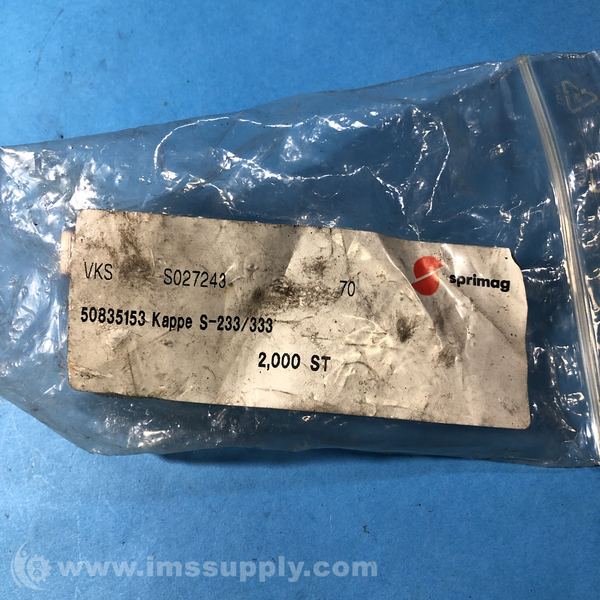 VKS S027243 70 sprimag
50835153 Kappe S-233/333
2,000 ST
www.imssupply.com